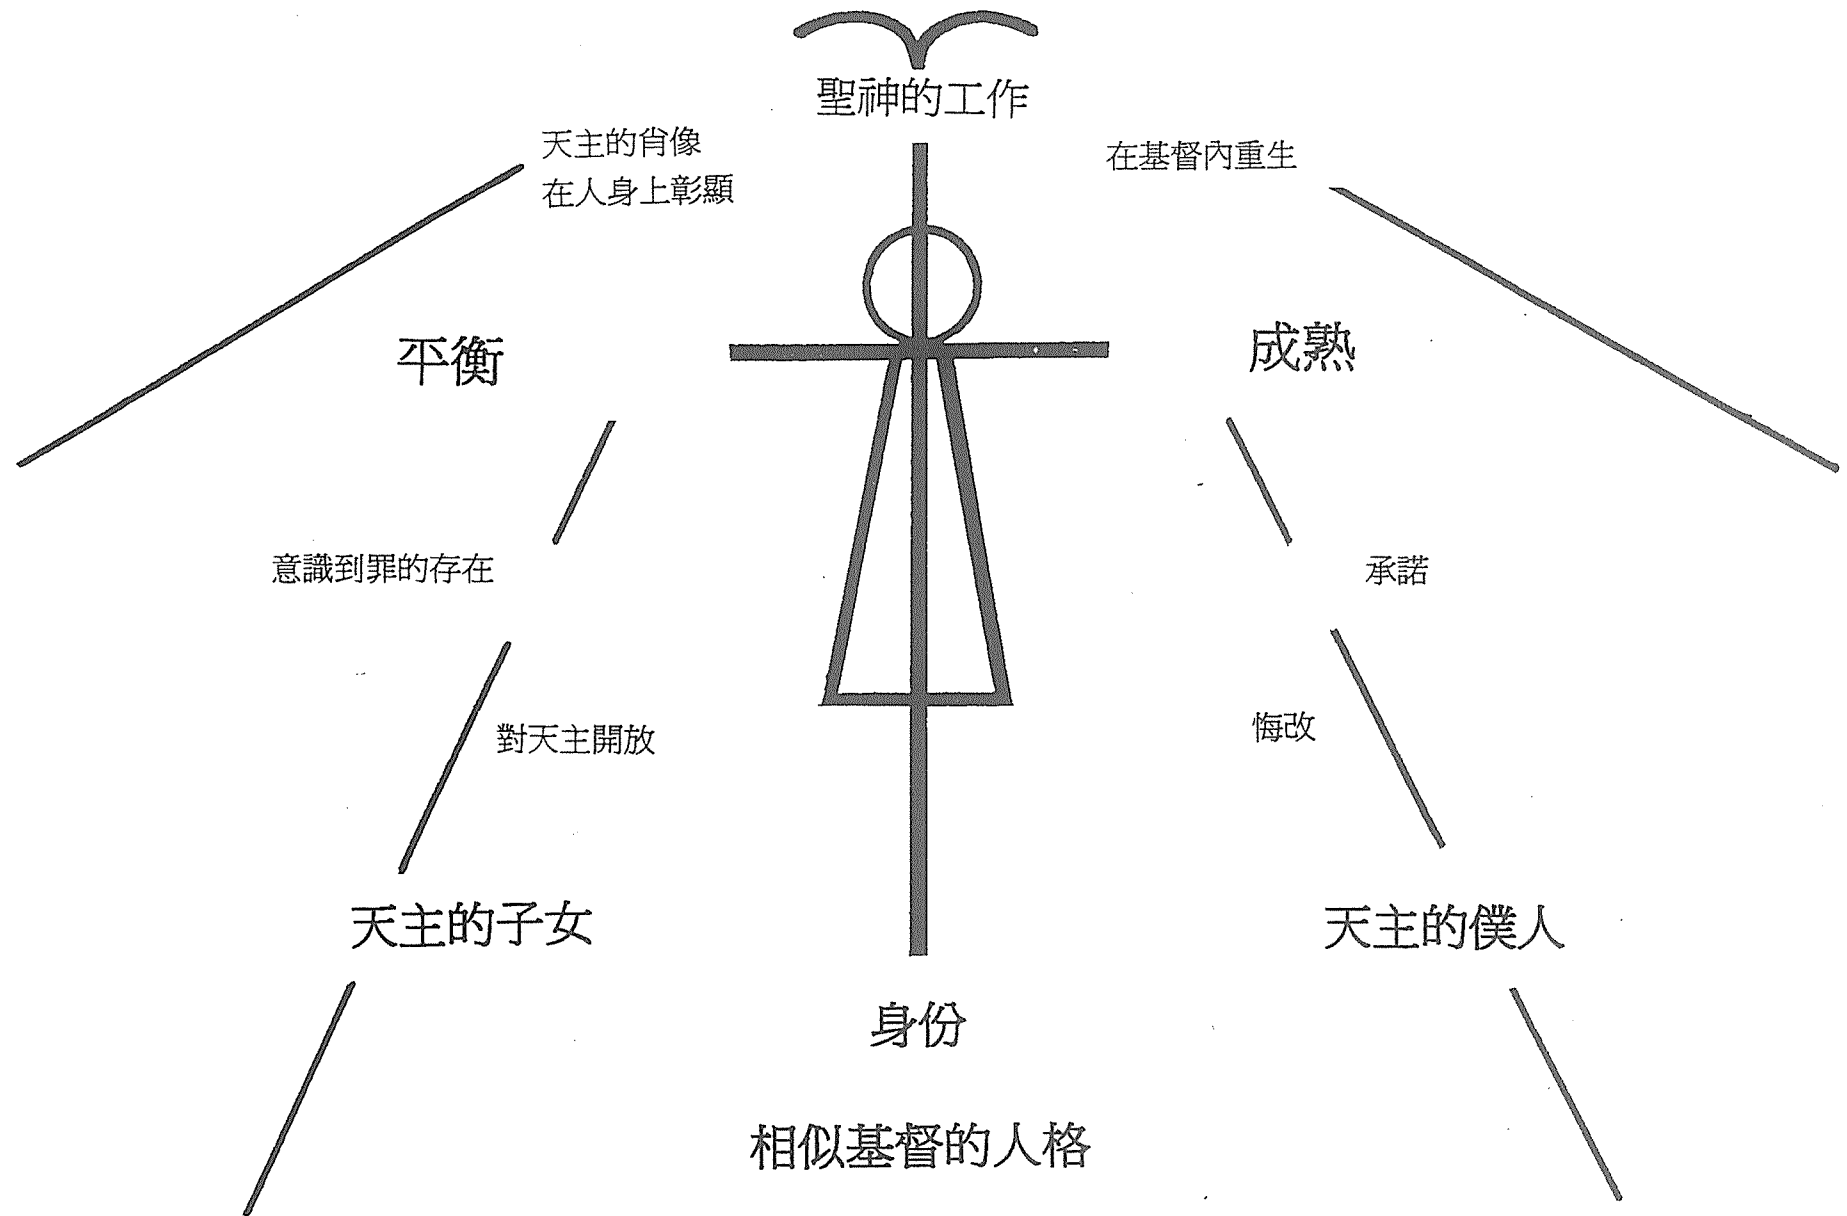 聖神的工作
天主的肖像
在人身上彰顯
在基督內重生
平衡
成熟
意識到罪的存在
承諾
對天主開放
悔改
天主的子女
天主的僕人
身份
相似基督的人格